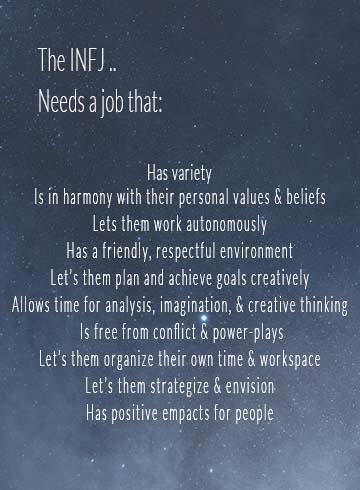 The INFJ ..
Needs a job that:
Has variety
Is in harmony with their personal values & beliefs
Lets them work autonomously
Has a friendly, respectful environment
Let's them plan and achieve goals creatively
Allows time for analysis, imagination, & creative thinking
Is free from conflict & power-plays
Let's them organize their own time & workspace
Let's them strategize & envision
Has positive empacts for people